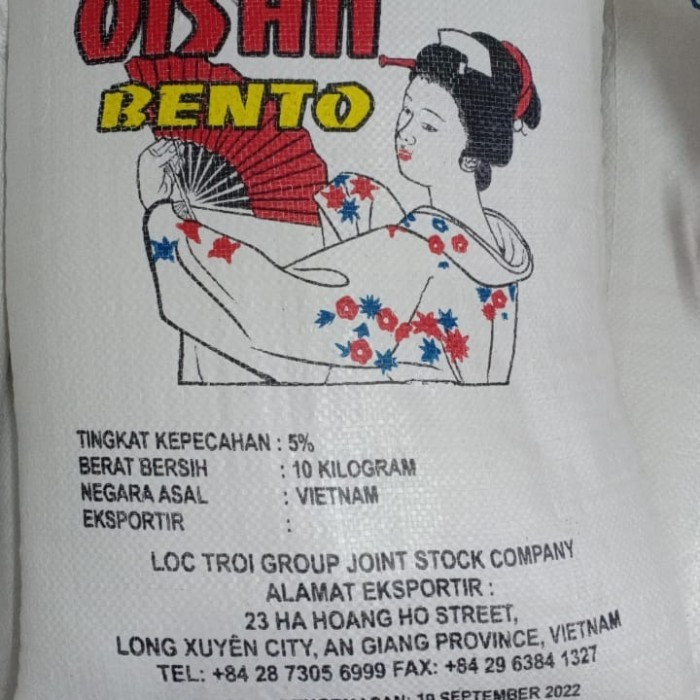 OISHII
BENTO
TINGKAT KEPECAHAN : 5%
BERAT BERSIH : 10 KILOGRAM
NEGARA ASAL : VIETNAM
EKSPORTIR :
LOC TROI GROUP JOINT STOCK COMPANY
ALAMAT EKSPORTIR :
23 HA HOANG HO STREET,
LONG XUYÊN CITY, AN GIANG PROVINCE, VIETNAM
TEL: +84 28 7305 6999 FAX: +84 29 6384 1327
19 SEPTEMBER 2022